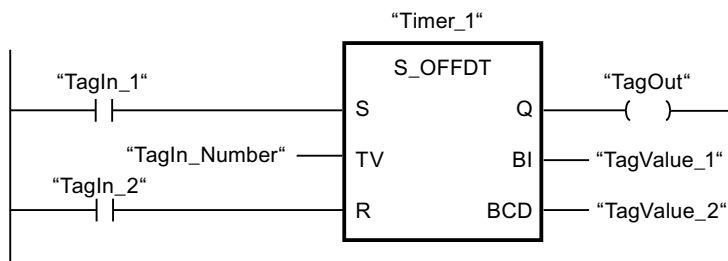 “Timer_1“
S_OFFDT
“TagIn_1“
“TagOut“
S
Q
“TagIn_Number“
TV
BI
“TagValue_1“
“TagIn_2“
R
BCD
“TagValue_2“